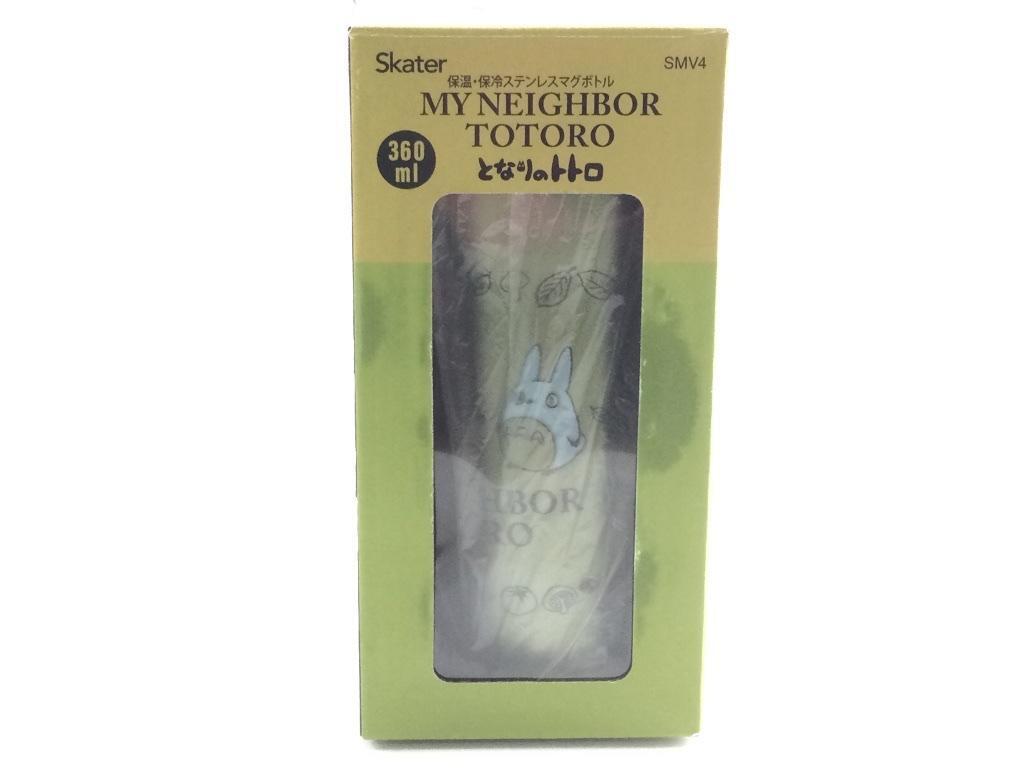 Skater
SMV4
保温・保冷ステンレスマグボトル
MY NEIGHBOR
TOTORO
360
ml
となりのトトロ
HBOR
RO